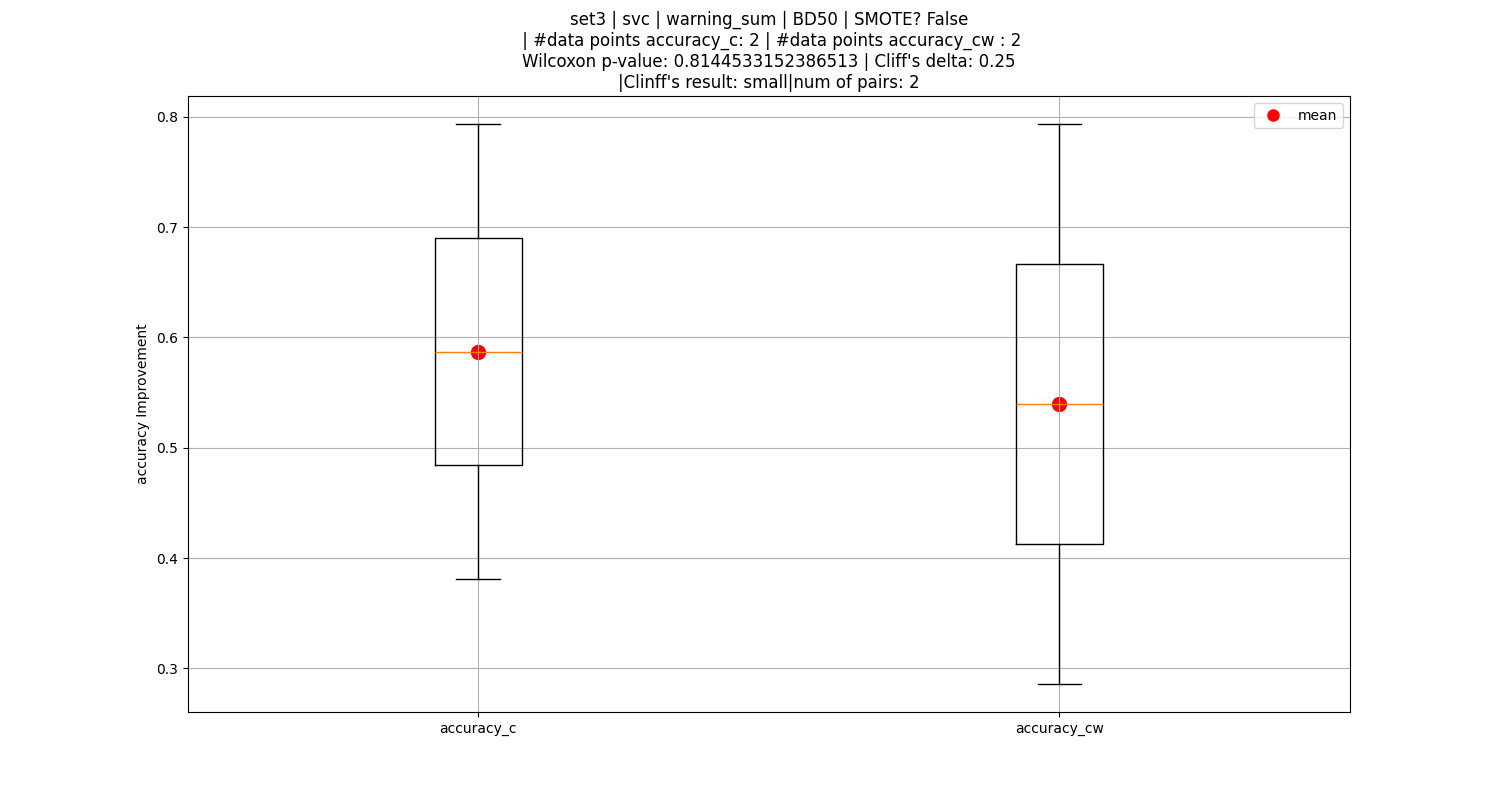 set3 | svc | warning_sum | BD50 | SMOTE? False
| #data points accuracy_c: 2 | #data points accuracy_cw : 2
Wilcoxon p-value: 0.8144533152386513 | Cliff's delta: 0.25
|Clinff's result: small|num of pairs: 2
mean
accuracy Improvement
0.8
0.7
0.6
0.5
0.4
0.3
accuracy_c
accuracy_cw